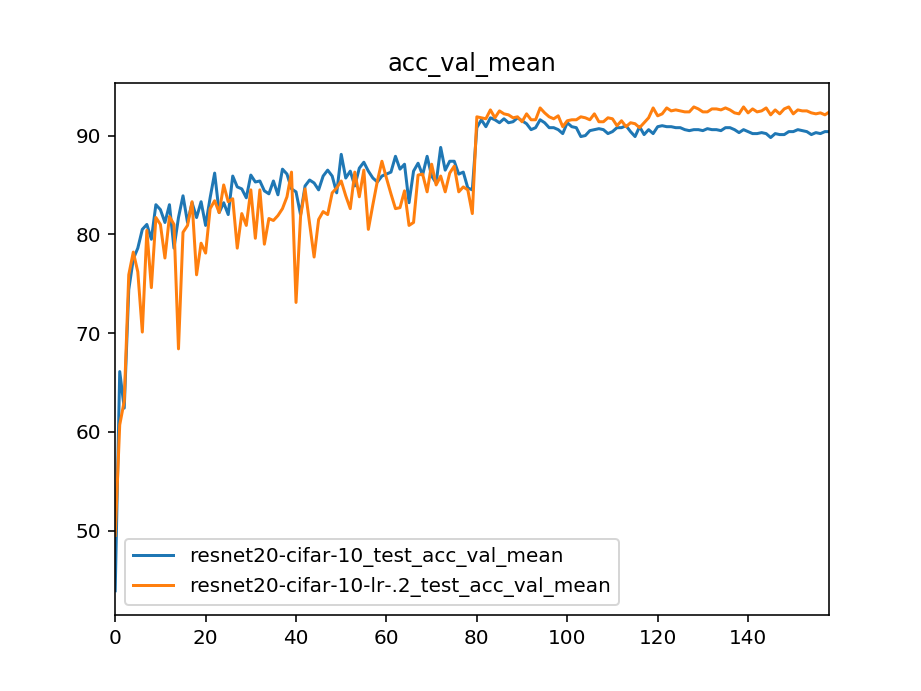 acc_val_mean
90
80
70
60
50
resnet20-cifar-10_test_acc_val_mean
resnet20-cifar-10-lr-.2_test_acc_val_mean
0 20 40 60 80 100 120 140